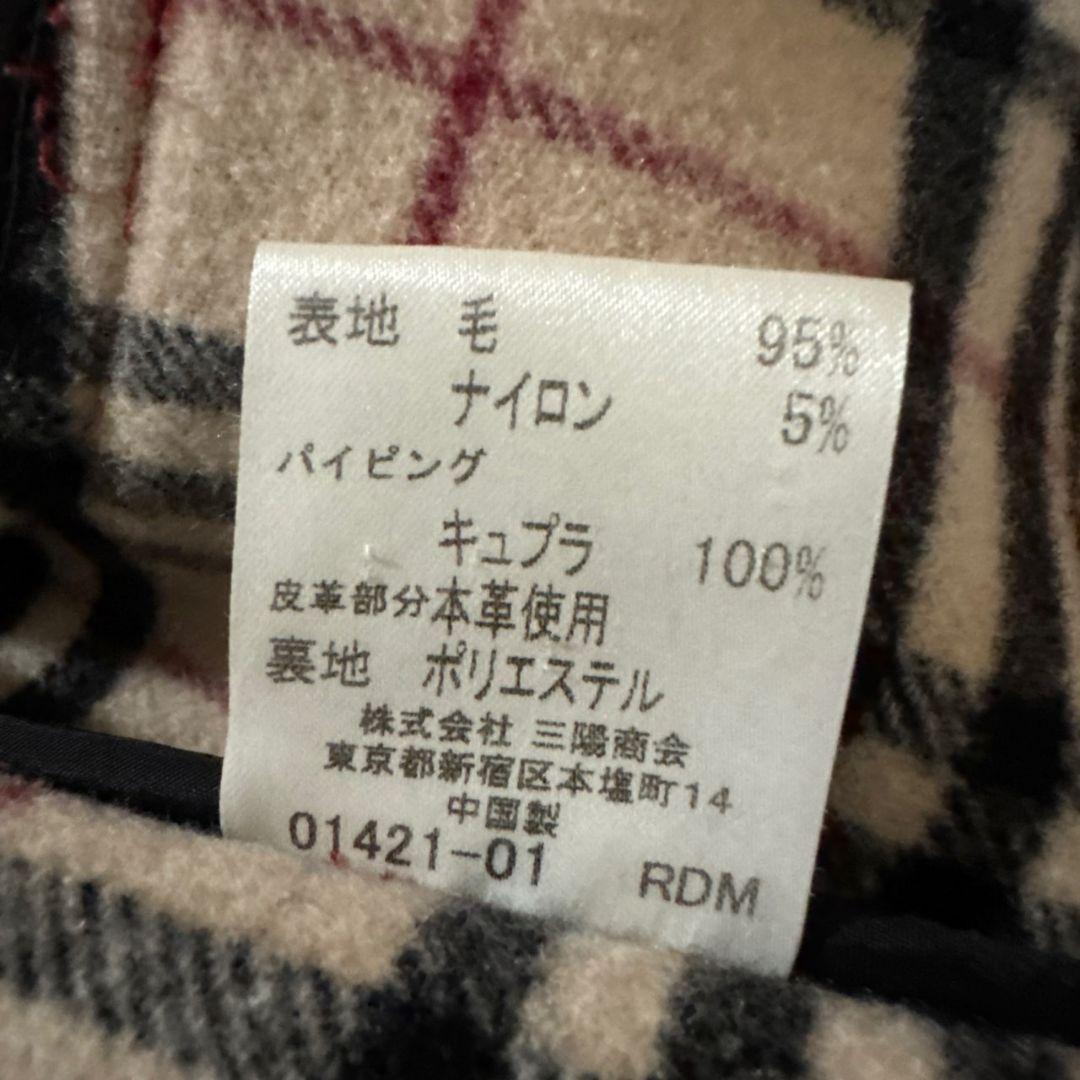 表地 毛 95%
ナイロン 5%
パイピング
キュプラ 100%
皮革部分本革使用
裏地 ポリエステル
株式会社 三陽商会
東京都新宿区本塩町14
中国製
01421-01 RDM